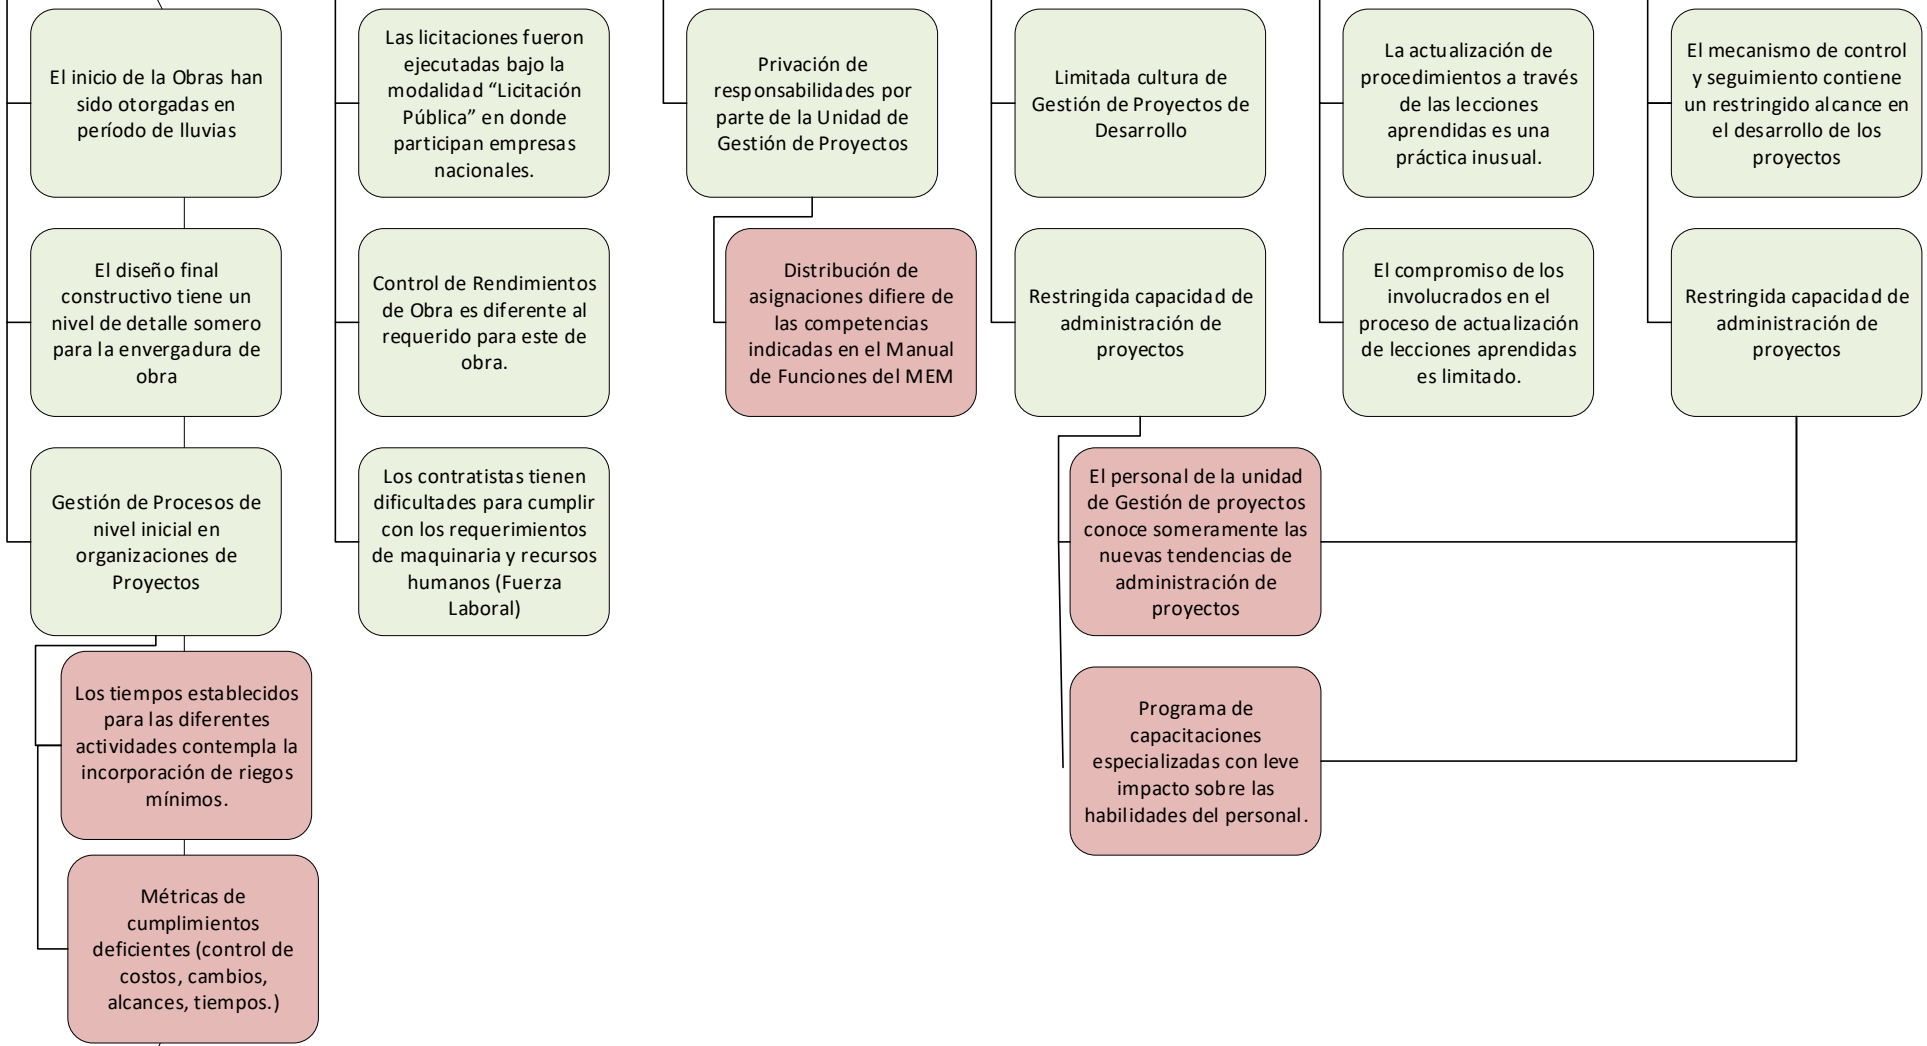 El inicio de la Obras han
sido otorgadas en
período de lluvias
Las licitaciones fueron
ejecutadas bajo la
modalidad “Licitación
Pública” en donde
participan empresas
nacionales.
Privación de
responsabilidades por
parte de la Unidad de
Gestión de Proyectos
Limitada cultura de
Gestión de Proyectos de
Desarrollo
La actualización de
procedimientos a través
de las lecciones
aprendidas es una
práctica inusual.
El mecanismo de control
y seguimiento contiene
un restringido alcance en
el desarrollo de los
proyectos
El diseño final
constructivo tiene un
nivel de detalle somero
para la envergadura de
obra
Control de Rendimientos
de Obra es diferente al
requerido para este de
obra.
Distribución de
asignaciones difiere de
las competencias
indicadas en el Manual
de Funciones del MEM
Restringida capacidad de
administración de
proyectos
El compromiso de los
involucrados en el
proceso de actualización
de lecciones aprendidas
es limitado.
Restringida capacidad de
administración de
proyectos
Gestión de Procesos de
nivel inicial en
organizaciones de
Proyectos
Los contratistas tienen
dificultades para cumplir
con los requerimientos
de maquinaria y recursos
humanos (Fuerza
Laboral)
El personal de la unidad
de Gestión de proyectos
conoce someramente las
nuevas tendencias de
administración de
proyectos
Los tiempos establecidos
para las diferentes
actividades contempla la
incorporación de riegos
mínimos.
Programa de
capacitaciones
especializadas con leve
impacto sobre las
habilidades del personal.
Métricas de
cumplimientos
deficientes (control de
costos, cambios,
alcances, tiempos.)